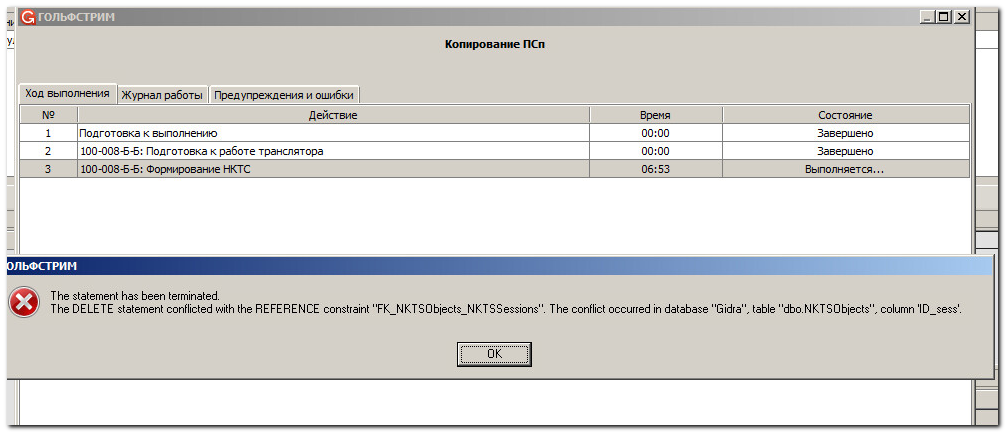 ГОЛЬФСТРИМ
Копирование ПСп
Ход выполнения Журнал работы Предупреждения и ошибки
№ Действие Время Состояние
1 Подготовка к выполнению 00:00 Завершено
2 100-008-Б-Б: Подготовка к работе транслятора 00:00 Завершено
3 100-008-Б-Б: Формирование НКТС 06:53 Выполняется...
ОЛЬФСТРИМ
The statement has been terminated.
The DELETE statement conflicted with the REFERENCE constraint "FK_NKTSObjects_NKTSSessions". The conflict occurred in database "Gidra", table "dbo.NKTSObjects", column 'ID_sess'.
OK